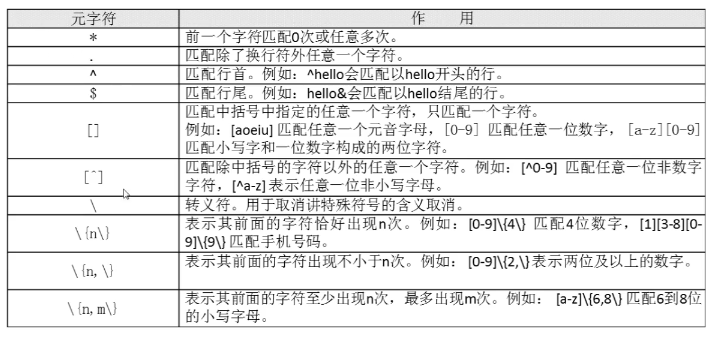 元字符 作 用
* 前一个字符匹配0次或任意多次。
. 匹配除了换行符外任意一个字符。
^ 匹配行首。例如：^hello会匹配以hello开头的行。
$ 匹配行尾。例如：hello&会匹配以hello结尾的行。
[] 匹配中括号中指定的任意一个字符，只匹配一个字符。
例如：[aoeiu] 匹配任意一个元音字母，[0-9] 匹配任意一位数字，[a-z][0-9]
匹配小写字和一位数字构成的两位字符。
[^] 匹配除中括号的字符以外的任意一个字符。例如：[^0-9] 匹配任意一位非数字
字符，[^a-z]表示任意一位非小写字母。
\ 转义符。用于取消讲特殊符号的含义取消。
\{n\} 表示其前面的字符恰好出现n次。例如：[0-9]\{4\} 匹配4位数字，[1][3-8][0-
9]\{9\} 匹配手机号码。
\{n,\} 表示其前面的字符出现不小于n次。例如：[0-9]\{2,\}表示两位及以上的数字。
\{n,m\} 表示其前面的字符至少出现n次，最多出现m次。例如：[a-z]\{6,8\} 匹配6到8位
的小写字母。